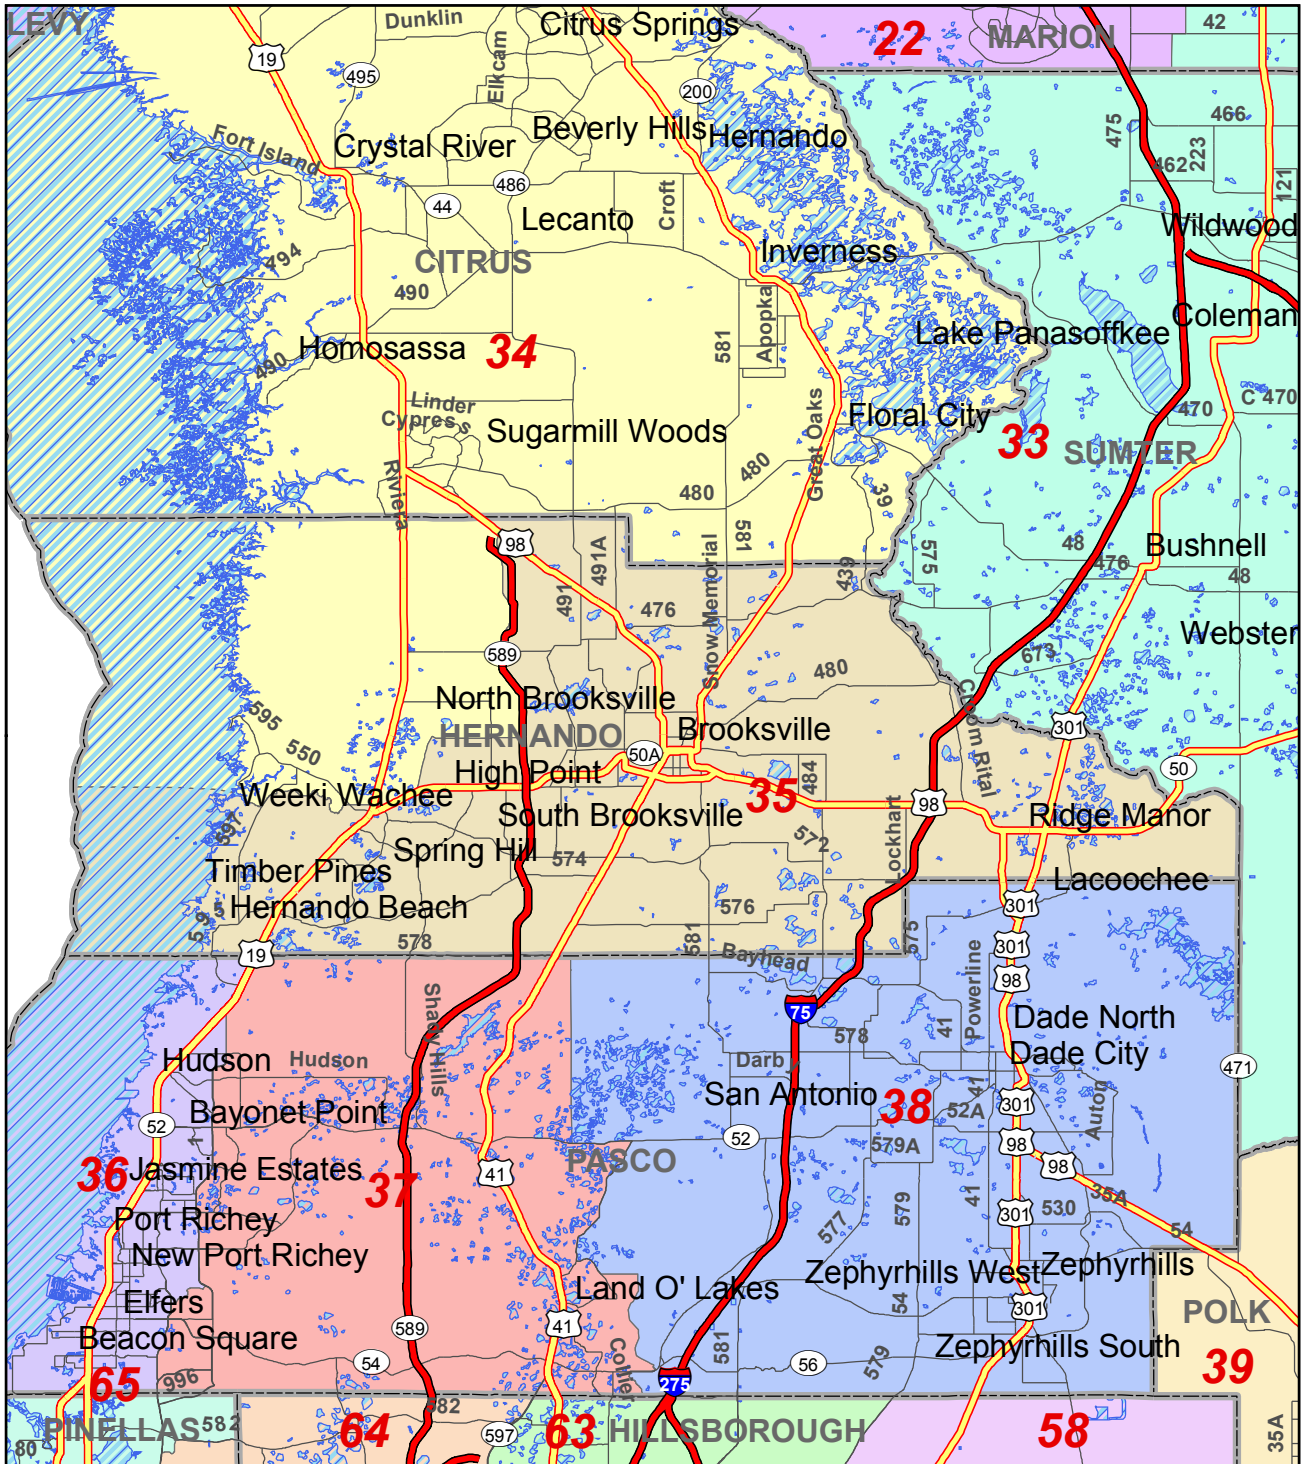 LEVY
Dunklin
Citrus Springs
22
MARION
42
19
495
Elkcam
200
475
466
Fort Island
Crystal River
Beverly Hills
Hernando
462
223
121
486
44
Lecanto
Croft
Wildwood
494
CITRUS
Inverness
490
581
Apopka
Lake Panasoffkee
Coleman
490
Homosassa
34
Linder
Cypress
Sugarmill Woods
Great Oaks
Floral City
33
SUMTER
470
C 470
Riviera
480
480
39
98
491A
491
581
Snow Memorial
439
575
48
476
Bushnell
48
476
589
480
673
Webster
North Brooksville
595
550
HERNANDO
50A
Brooksville
Croom Rital
301
50
High Point
484
Weeki Wachee
597
South Brooksville
35
98
Ridge Manor
Spring Hill
574
572
Lockhart
Timber Pines
Lacoochee
Hernando Beach
595
576
301
578
581
Bayhead
575
301
19
Powerline
98
75
Shady Hills
41
Dade North
578
Dade City
Hudson
Hudson
Darby
471
San Antonio
38
41
Bayonet Point
52A
301
Auton
52
1
52
579A
98
98
36
Jasmine Estates
37
PASCO
41
35A
Port Richey
577
579
41
301
530
54
New Port Richey
Land O' Lakes
Zephyrhills West
Zephyrhills
Elfers
54
301
POLK
Beacon Square
589
41
Collier
581
56
579
Zephyrhills South
39
54
65
996
275
PINELLAS
582
64
582
597
63
HILLSBOROUGH
58
80
35A